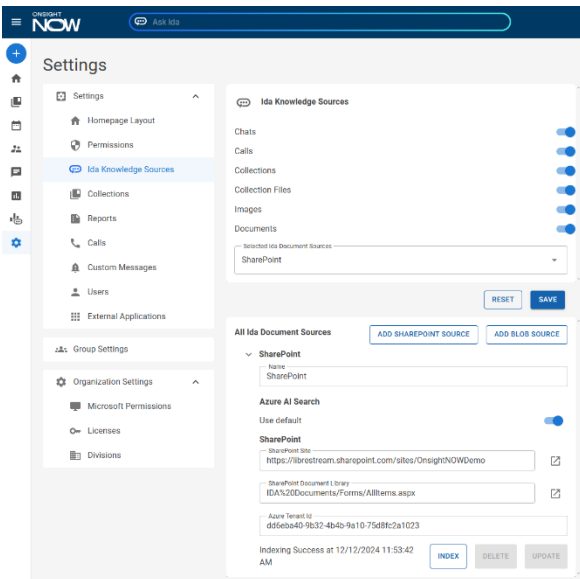 ONSIGHT
NOW
Ask Ida
Settings
Settings
Homepage Layout
Permissions
Ida Knowledge Sources
Collections
Reports
Calls
Custom Messages
Users
External Applications
Group Settings
Organization Settings
Microsoft Permissions
Licenses
Divisions
Ida Knowledge Sources
Chats
Calls
Collections
Collection Files
Images
Documents
Selected Ida Document Sources
SharePoint
RESET
SAVE
All Ida Document Sources
ADD SHAREPOINT SOURCE
ADD BLOB SOURCE
SharePoint
Name
SharePoint
Azure AI Search
Use default
SharePoint
SharePoint Site
https://librestream.sharepoint.com/sites/OnsightNOWDemo
SharePoint Document Library
IDA%20Documents/Forms/AllItems.aspx
Azure Tenant Id
dd6eba40-9b32-4b4b-9a10-75d8fc2a1023
Indexing Success at 12/12/2024 11:53:42
AM
INDEX
DELETE
UPDATE